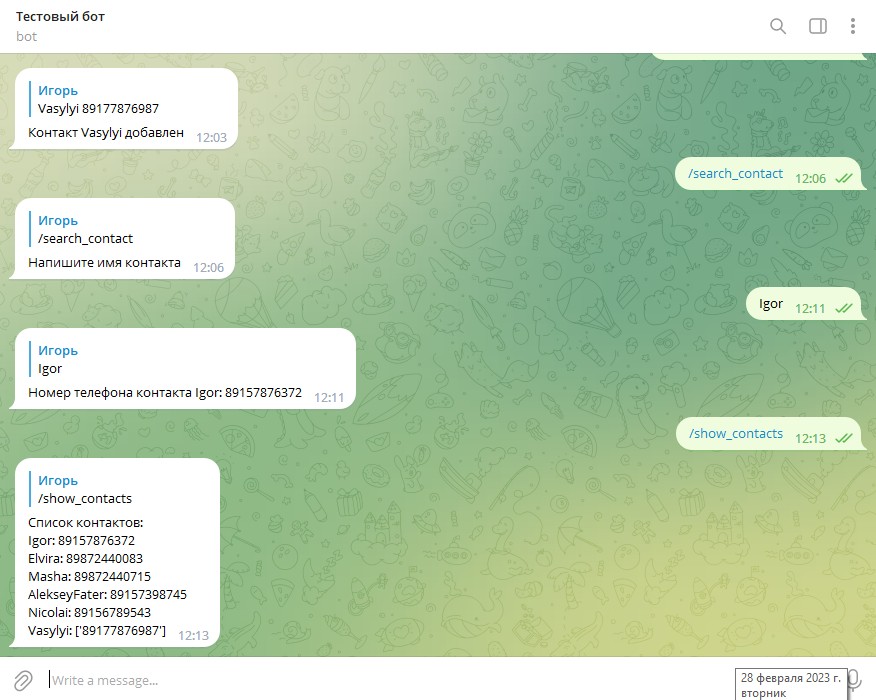 Тестовый бот
bot
Игорь
Vasylyi 89177876987
Контакт Vasylyi добавлен 12:03
/search_contact 12:06
Игорь
/search_contact
Напишите имя контакта 12:06
Igor 12:11
Игорь
Igor
Номер телефона контакта Igor: 89157876372 12:11
/show_contacts 12:13
Игорь
/show_contacts
Список контактов:
Igor: 89157876372
Elvira: 89872440083
Masha: 89872440715
AlekseyFater: 89157398745
Nicolai: 89156789543
Vasylyi: ['89177876987'] 12:13
Write a message...
28 февраля 2023 г.
вторник